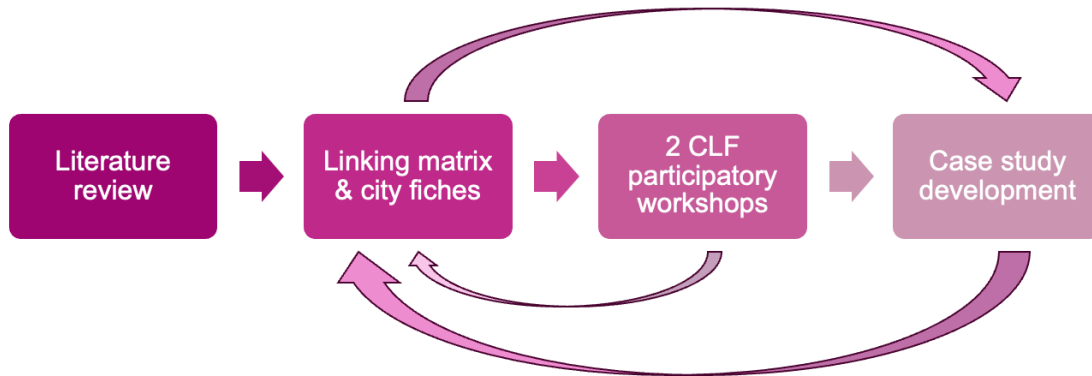 Literature
review
Linking matrix
& city fiches
2 CLF
participatory
workshops
Case study
development